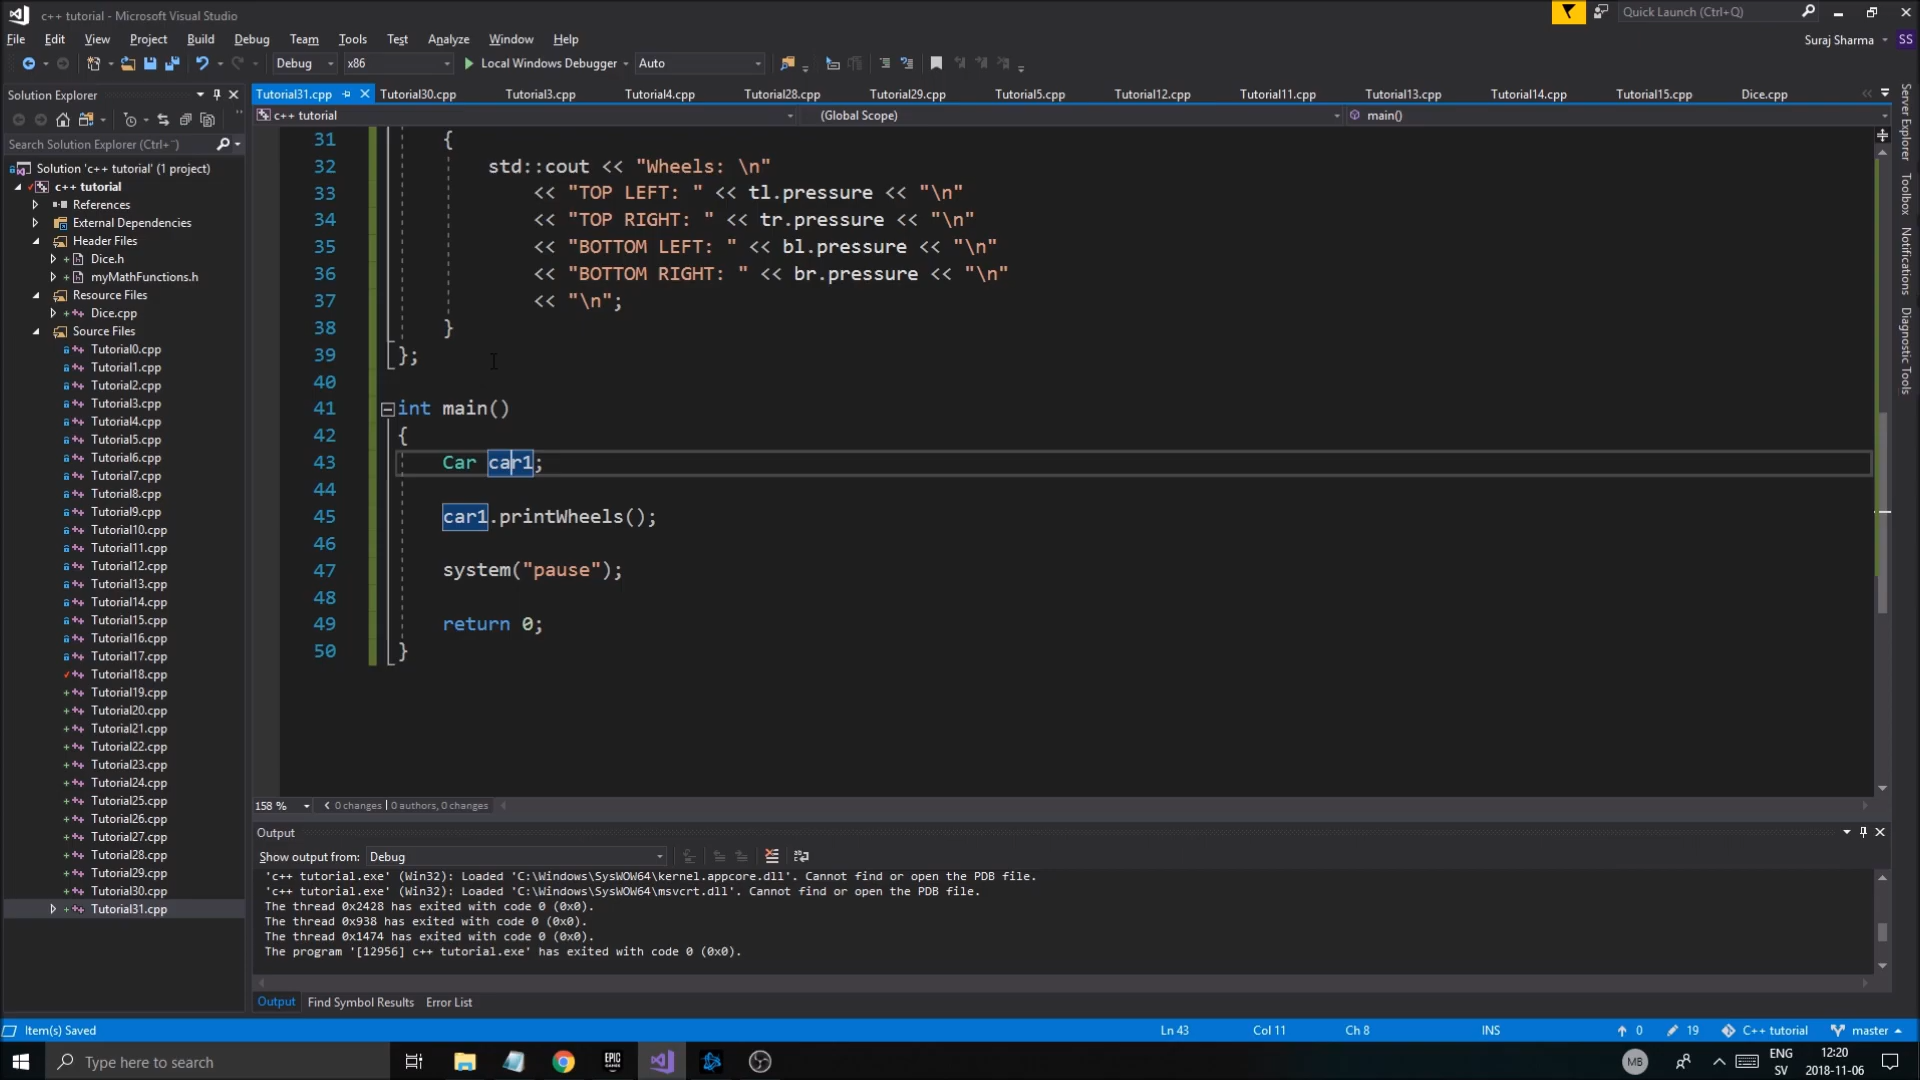 c++ tutorial - Microsoft Visual Studio
Quick Launch (Ctrl+Q)
File Edit View Project Build Debug Team Tools Test Analyze Window Help
Suraj Sharma SS
Debug x86 Local Windows Debugger Auto
Solution Explorer
Search Solution Explorer (Ctrl+¨)
Solution 'c++ tutorial' (1 project)
c++ tutorial
References
External Dependencies
Header Files
Dice.h
myMathFunctions.h
Resource Files
Dice.cpp
Source Files
Tutorial0.cpp
Tutorial1.cpp
Tutorial2.cpp
Tutorial3.cpp
Tutorial4.cpp
Tutorial5.cpp
Tutorial6.cpp
Tutorial7.cpp
Tutorial8.cpp
Tutorial9.cpp
Tutorial10.cpp
Tutorial11.cpp
Tutorial12.cpp
Tutorial13.cpp
Tutorial14.cpp
Tutorial15.cpp
Tutorial16.cpp
Tutorial17.cpp
Tutorial18.cpp
Tutorial19.cpp
Tutorial20.cpp
Tutorial21.cpp
Tutorial22.cpp
Tutorial23.cpp
Tutorial24.cpp
Tutorial25.cpp
Tutorial26.cpp
Tutorial27.cpp
Tutorial28.cpp
Tutorial29.cpp
Tutorial30.cpp
Tutorial31.cpp
Tutorial31.cpp Tutorial30.cpp Tutorial3.cpp Tutorial4.cpp Tutorial28.cpp Tutorial29.cpp Tutorial5.cpp Tutorial12.cpp Tutorial11.cpp Tutorial13.cpp Tutorial14.cpp Tutorial15.cpp Dice.cpp
c++ tutorial (Global Scope) main()
31 {
32 std::cout << "Wheels: \n"
33 << "TOP LEFT: " << tl.pressure << "\n"
34 << "TOP RIGHT: " << tr.pressure << "\n"
35 << "BOTTOM LEFT: " << bl.pressure << "\n"
36 << "BOTTOM RIGHT: " << br.pressure << "\n"
37 << "\n";
38 }
39 };
40
41 int main()
42 {
43 Car car1;
44
45 car1.printWheels();
46
47 system("pause");
48
49 return 0;
50 }
158 % 0 changes | 0 authors, 0 changes
Output
Show output from: Debug
'c++ tutorial.exe' (Win32): Loaded 'C:\Windows\SysWOW64\kernel.appcore.dll'. Cannot find or open the PDB file.
'c++ tutorial.exe' (Win32): Loaded 'C:\Windows\SysWOW64\msvcrt.dll'. Cannot find or open the PDB file.
The thread 0x2428 has exited with code 0 (0x0).
The thread 0x938 has exited with code 0 (0x0).
The thread 0x1474 has exited with code 0 (0x0).
The program '[12956] c++ tutorial.exe' has exited with code 0 (0x0).
Output Find Symbol Results Error List
Server Explorer
Toolbox
Notifications
Diagnostic Tools
Item(s) Saved Ln 43 Col 11 Ch 8 INS 0 19 C++ tutorial master
Type here to search
EPIC GAMES
MB
ENG
SV
12:20
2018-11-06